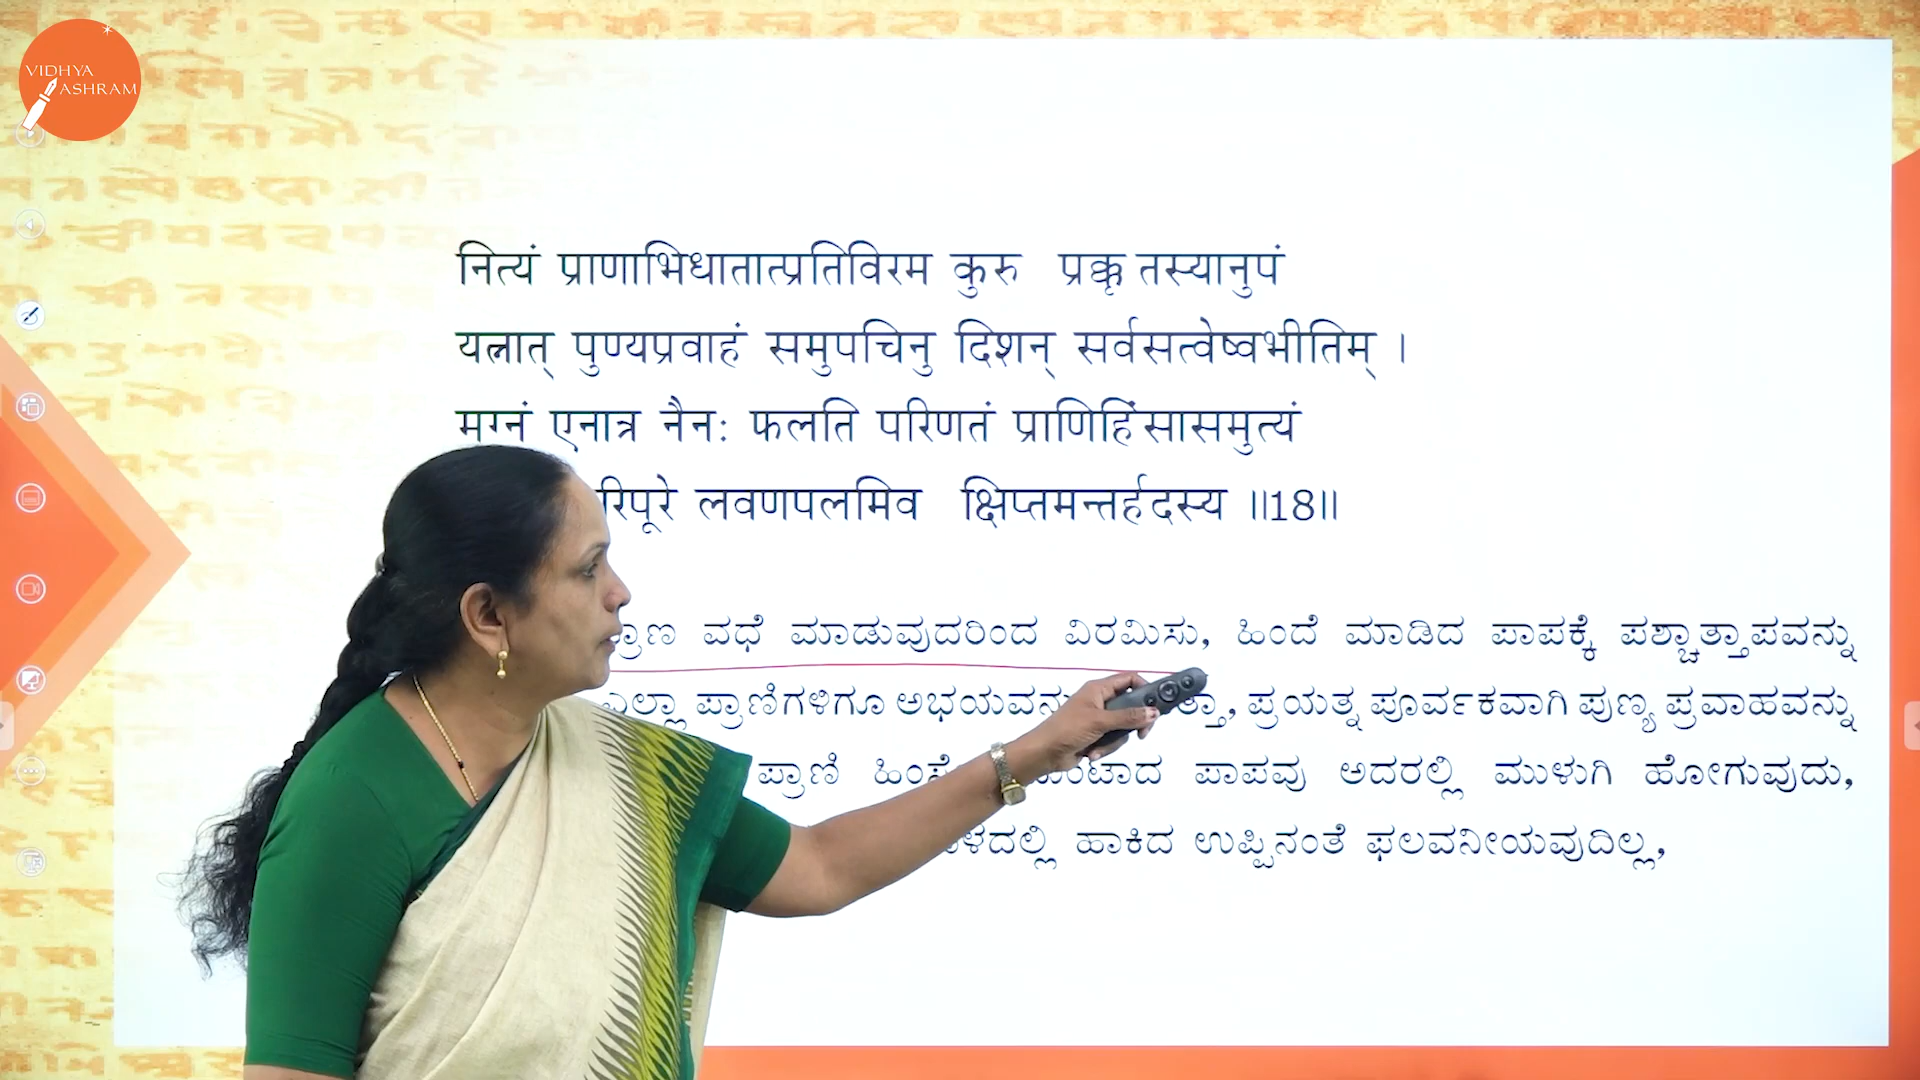 VIDHYA
ASHRAM
नित्यं प्राणाभिधातात्प्रतिविरम कुरु प्रक्कृ तस्यानुपं
यत्नात् पुण्यप्रवाहं समुपचिनु दिशन् सर्वसत्वेष्वभीतिम् ।
मग्नं एनात्र नैनः फलति परिणतं प्राणिहिंसासमुत्यं
लवणपलमिव क्षिप्तमन्तर्हदस्य ॥18॥
ವಧೆ ಮಾಡುವುದರಿಂದ ವಿರಮಿಸು, ಹಿಂದೆ ಮಾಡಿದ ಪಾಪಕ್ಕೆ ಪಶ್ಚಾತ್ತಾಪವನ್ನು
ಎಲ್ಲಾ ಪ್ರಾಣಿಗಳಿಗೂ ಪ್ರಯತ್ನ ಪೂರ್ವಕವಾಗಿ ಪುಣ್ಯ ಪ್ರವಾಹವನ್ನು
ಪ್ರಾಣಿ ಪಾಪವು ಅದರಲ್ಲಿ ಮುಳುಗಿ ಹೋಗುವುದು,
ಹಾಕಿದ ಉಪ್ಪಿನಂತೆ ಫಲವನೀಯವುದಿಲ್ಲ,